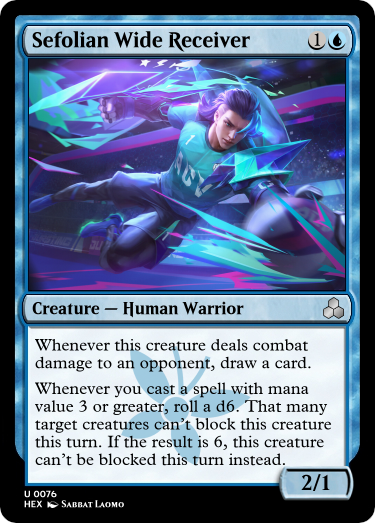 Sefolian Wide Receiver 1
Creature — Human Warrior
Whenever this creature deals combat
damage to an opponent, draw a card.
Whenever you cast a spell with mana
value 3 or greater, roll a d6. That many
target creatures can't block this creature
this turn. If the result is 6, this creature
can't be blocked this turn instead.
2/1
U 0076
HEX Sabbat Laomo